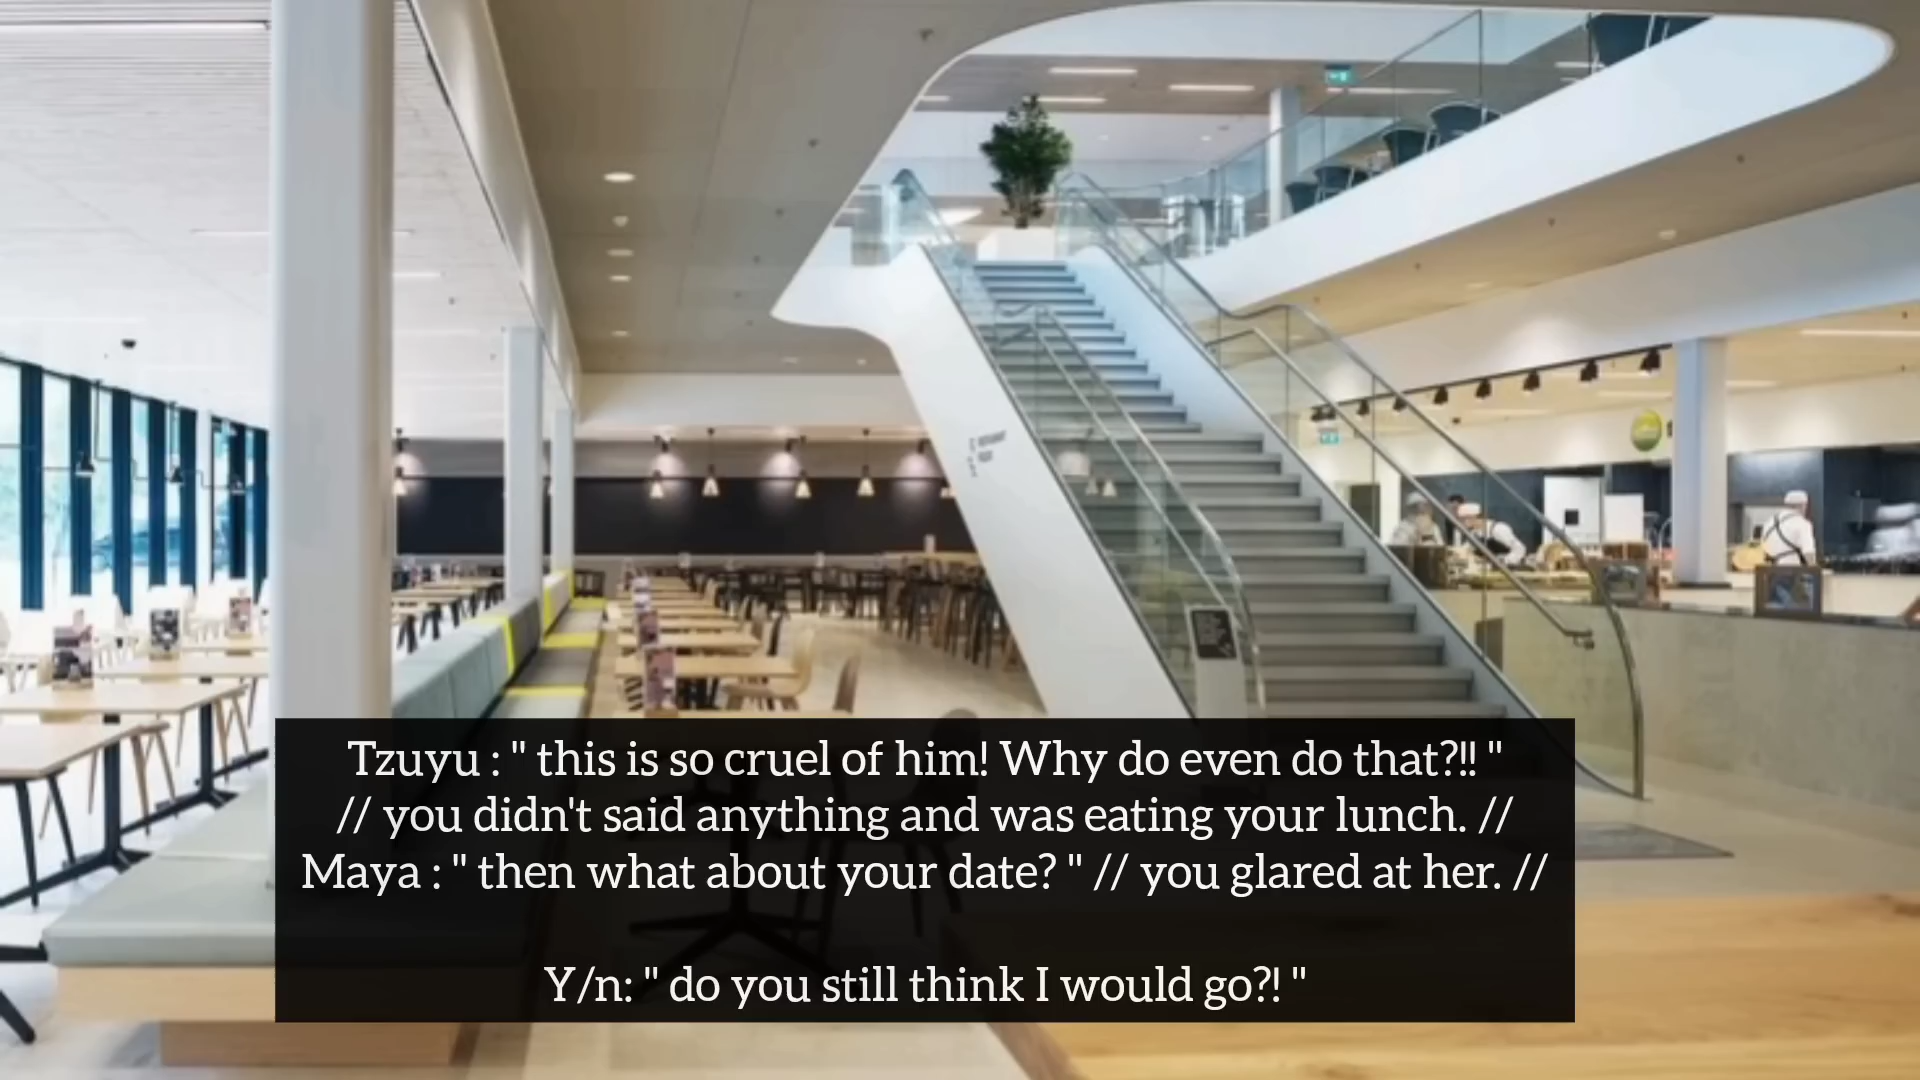 Tzuyu : " this is so cruel of him! Why do even do that?!! "
// you didn't said anything and was eating your lunch. //
Maya : " then what about your date? " // you glared at her. //
Y/n: " do you still think I would go?! "